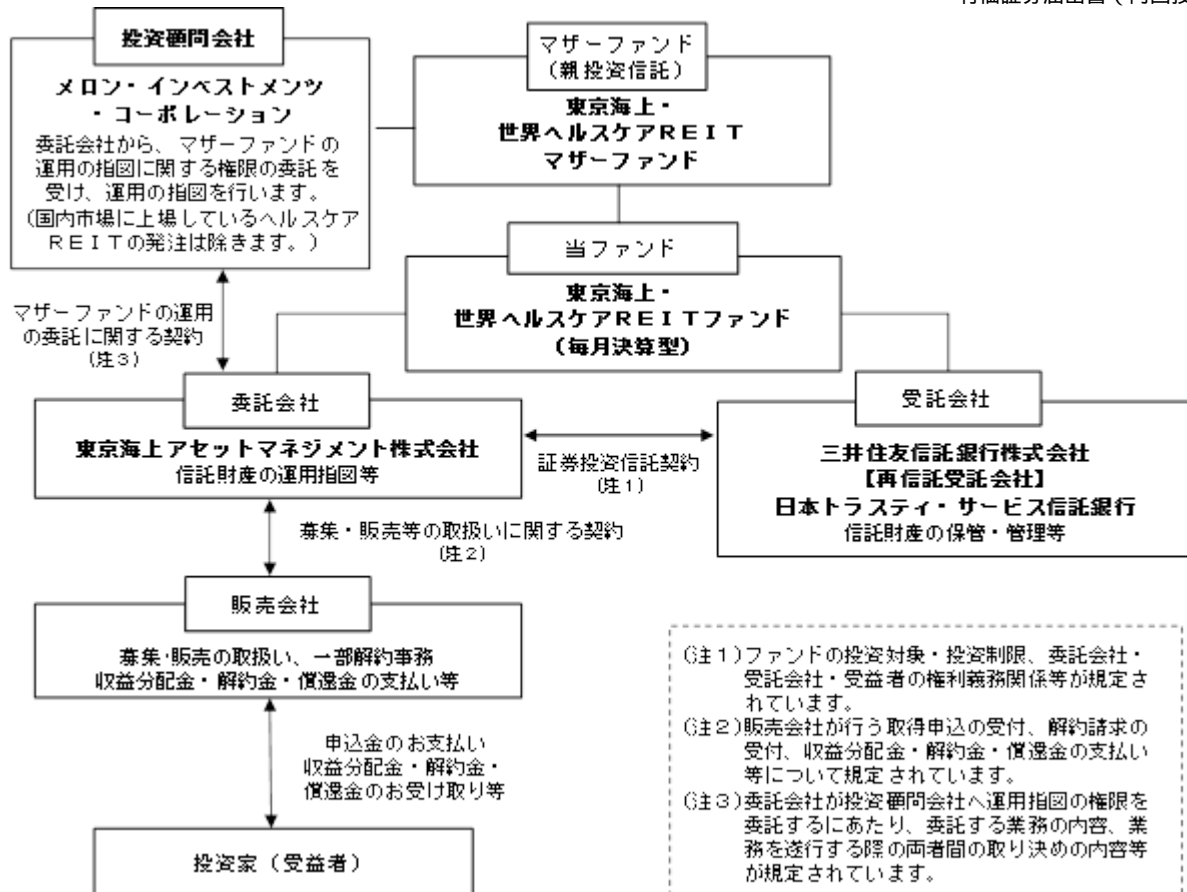 投資顧問会社
メロン・インベストメンツ
・コーポレーション
委託会社から、マザーファンドの
運用の指図に関する権限の委託を
受け、運用の指図を行います。
（国内市場に上場しているヘルスケア
ＲＥＩＴの発注は除きます。）
マザーファンド
（親投資信託）
東京海上・
世界ヘルスケアＲＥＩＴ
マザーファンド
当ファンド
東京海上・
世界ヘルスケアＲＥＩＴファンド
（毎月決算型）
マザーファンドの運用
の委託に関する契約
（注３）
委託会社
東京海上アセットマネジメント株式会社
信託財産の運用指図等
証券投資信託契約
（注１）
受託会社
三井住友信託銀行株式会社
【再信託受託会社】
日本トラスティ・サービス信託銀行
信託財産の保管・管理等
募集・販売等の取扱いに関する契約
（注２）
販売会社
募集・販売の取扱い、一部解約事務
収益分配金・解約金・償還金の支払い等
申込金のお支払い
収益分配金・解約金・
償還金のお受け取り等
投資家（受益者）
（注１）ファンドの投資対象・投資制限、委託会社・
受託会社・受益者の権利義務関係等が規定さ
れています。
（注２）販売会社が行う取得申込の受付、解約請求の
受付、収益分配金・解約金・償還金の支払い
等について規定されています。
（注３）委託会社が投資顧問会社へ運用指図の権限を
委託するにあたり、委託する業務の内容、業
務を遂行する際の両者間の取り決めの内容等
が規定されています。